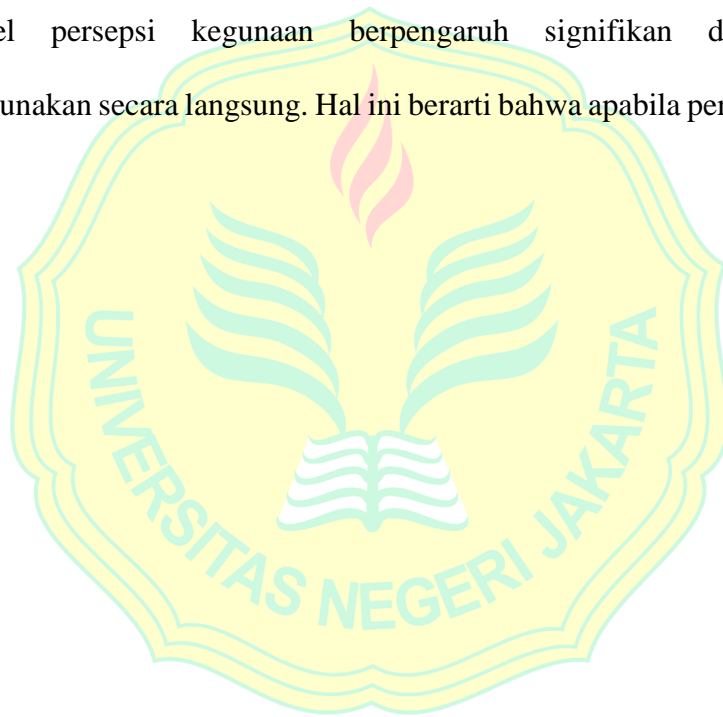 el persepsi kegunaan berpengaruh signifikan d
unakan secara langsung. Hal ini berarti bahwa apabila per
UNIVERSITAS NEGERI JAKARTA